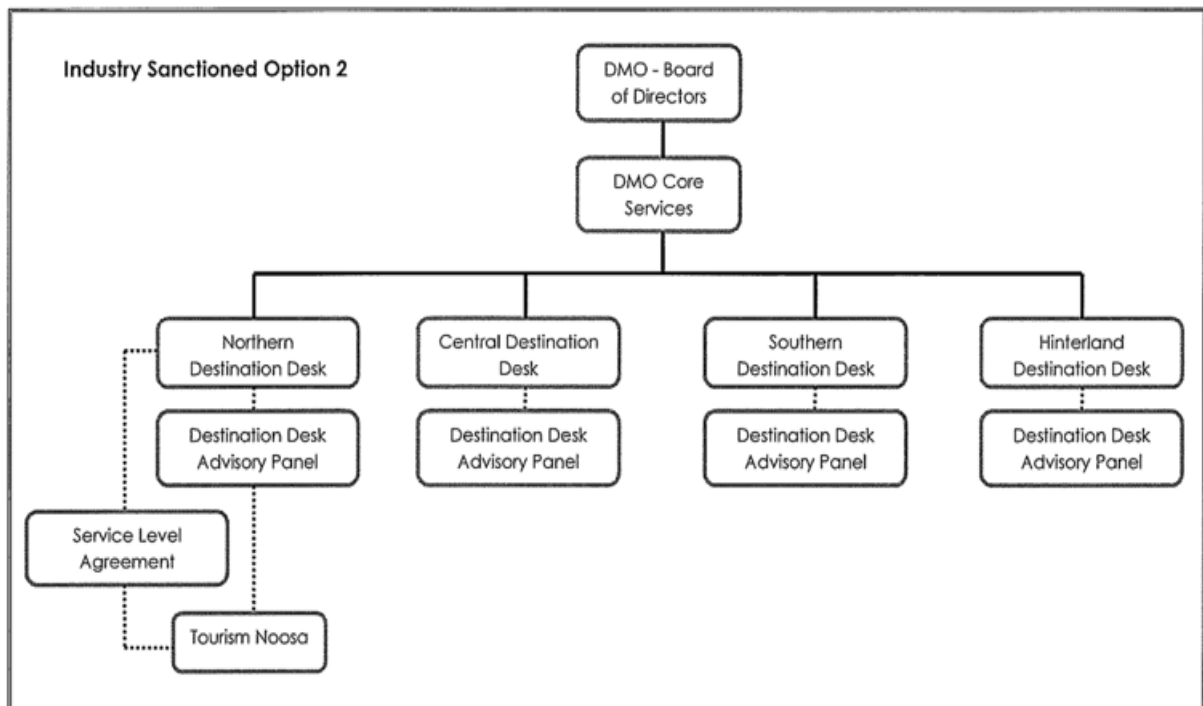 Industry Sanctioned Option 2
DMO - Board
of Directors
DMO Core
Services
Northern
Destination Desk
Central Destination
Desk
Southern
Destination Desk
Hinterland
Destination Desk
Destination Desk
Advisory Panel
Destination Desk
Advisory Panel
Destination Desk
Advisory Panel
Destination Desk
Advisory Panel
Service Level
Agreement
Tourism Noosa